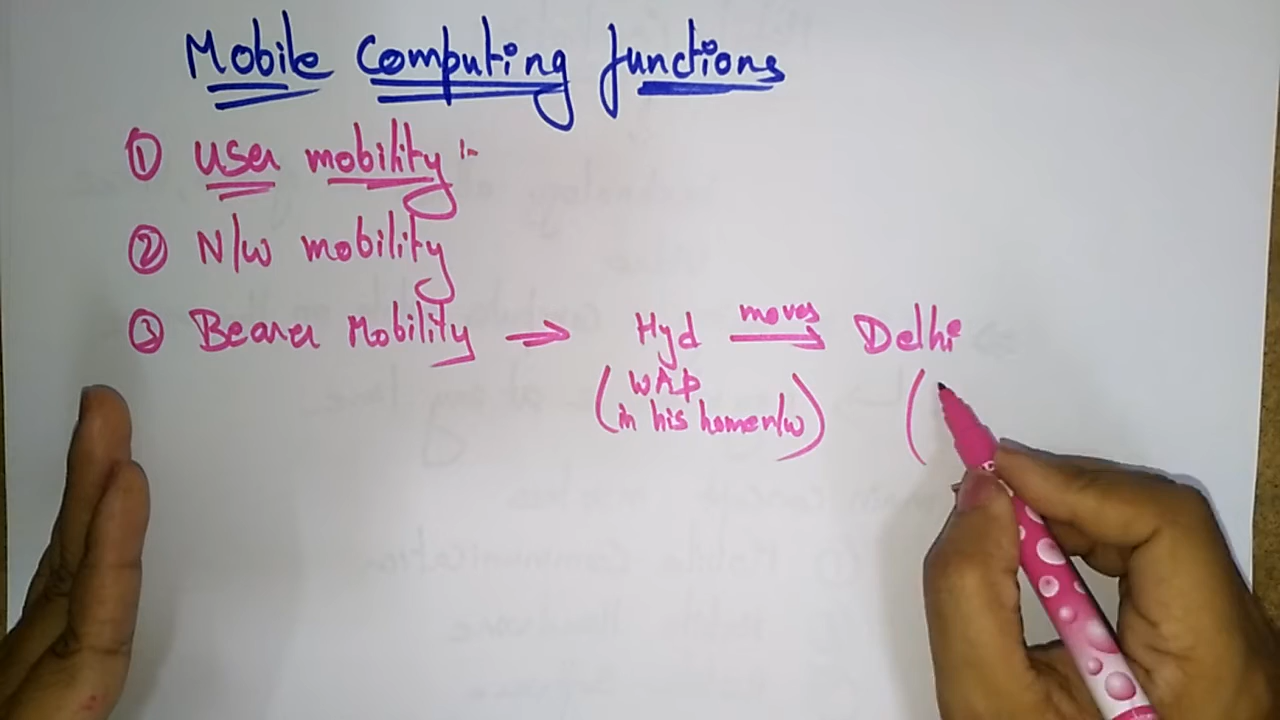 Mobile Computing functions
① user mobility :-
② N/w mobility
③ Bearer Mobility → Hyd moves Delhi
( WAP
in his home n/w ) (